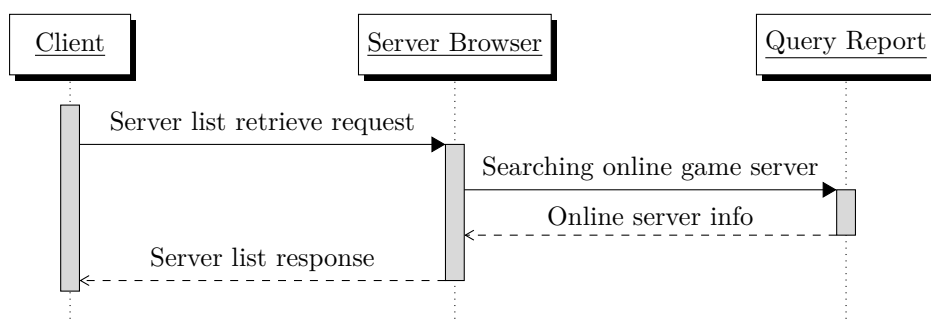 Client
Server Browser
Query Report
Server list retrieve request
Searching online game server
Online server info
Server list response